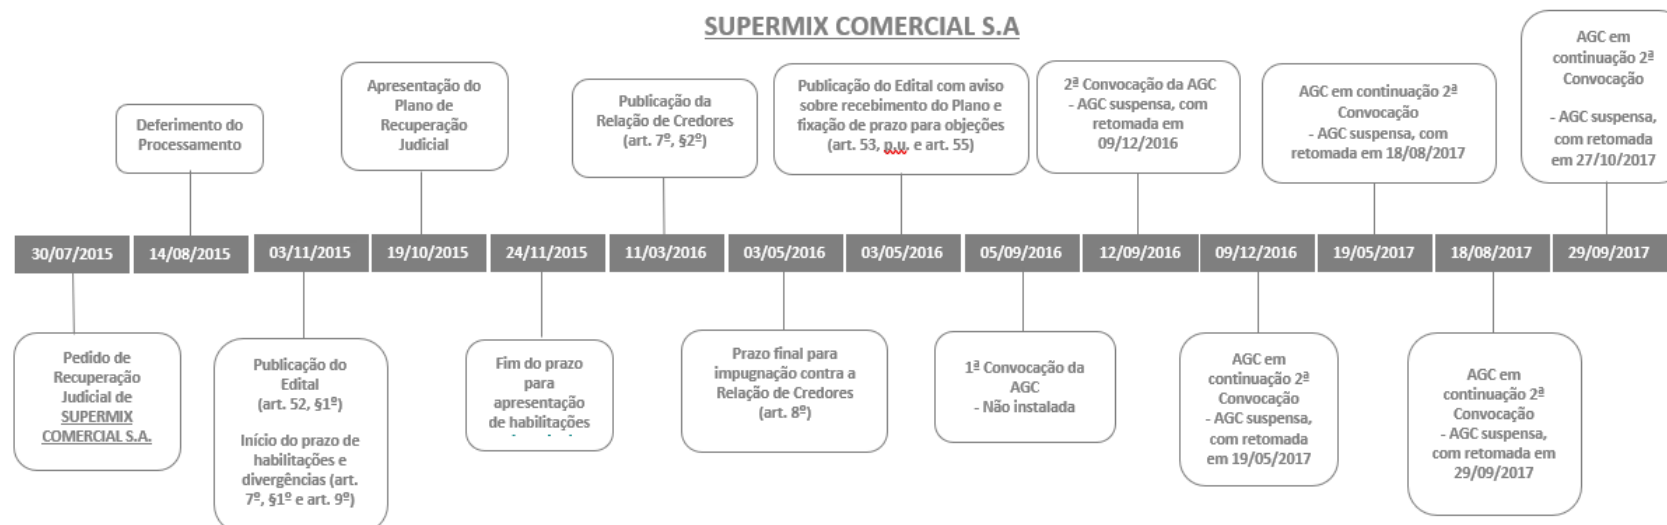 SUPERMIX COMERCIAL S.A
Deferimento do
Processamento
Apresentação do
Plano de
Recuperação
Judicial
Publicação da
Relação de Credores
(art. 7º, §2º)
Publicação do Edital com aviso
sobre recebimento do Plano e
fixação de prazo para objeções
(art. 53, p.u. e art. 55)
2ª Convocação da AGC
- AGC suspensa, com
retomada em
09/12/2016
AGC em continuação 2ª
Convocação
- AGC suspensa, com
retomada em 18/08/2017
AGC em
continuação 2ª
Convocação
- AGC suspensa,
com retomada
em 27/10/2017
30/07/2015
14/08/2015
03/11/2015
19/10/2015
24/11/2015
11/03/2016
03/05/2016
03/05/2016
05/09/2016
12/09/2016
09/12/2016
19/05/2017
18/08/2017
29/09/2017
Pedido de
Recuperação
Judicial de
SUPERMIX
COMERCIAL S.A.
Publicação do
Edital
(art. 52, §1º)
Início do prazo de
habilitações e
divergências (art.
7º, §1º e art. 9º)
Fim do prazo
para
apresentação
de habilitações
Prazo final para
impugnação contra a
Relação de Credores
(art. 8º)
1ª Convocação da
AGC
- Não instalada
AGC em
continuação 2ª
Convocação
- AGC suspensa,
com retomada
em 19/05/2017
AGC em
continuação 2ª
Convocação
- AGC suspensa,
com retomada em
29/09/2017